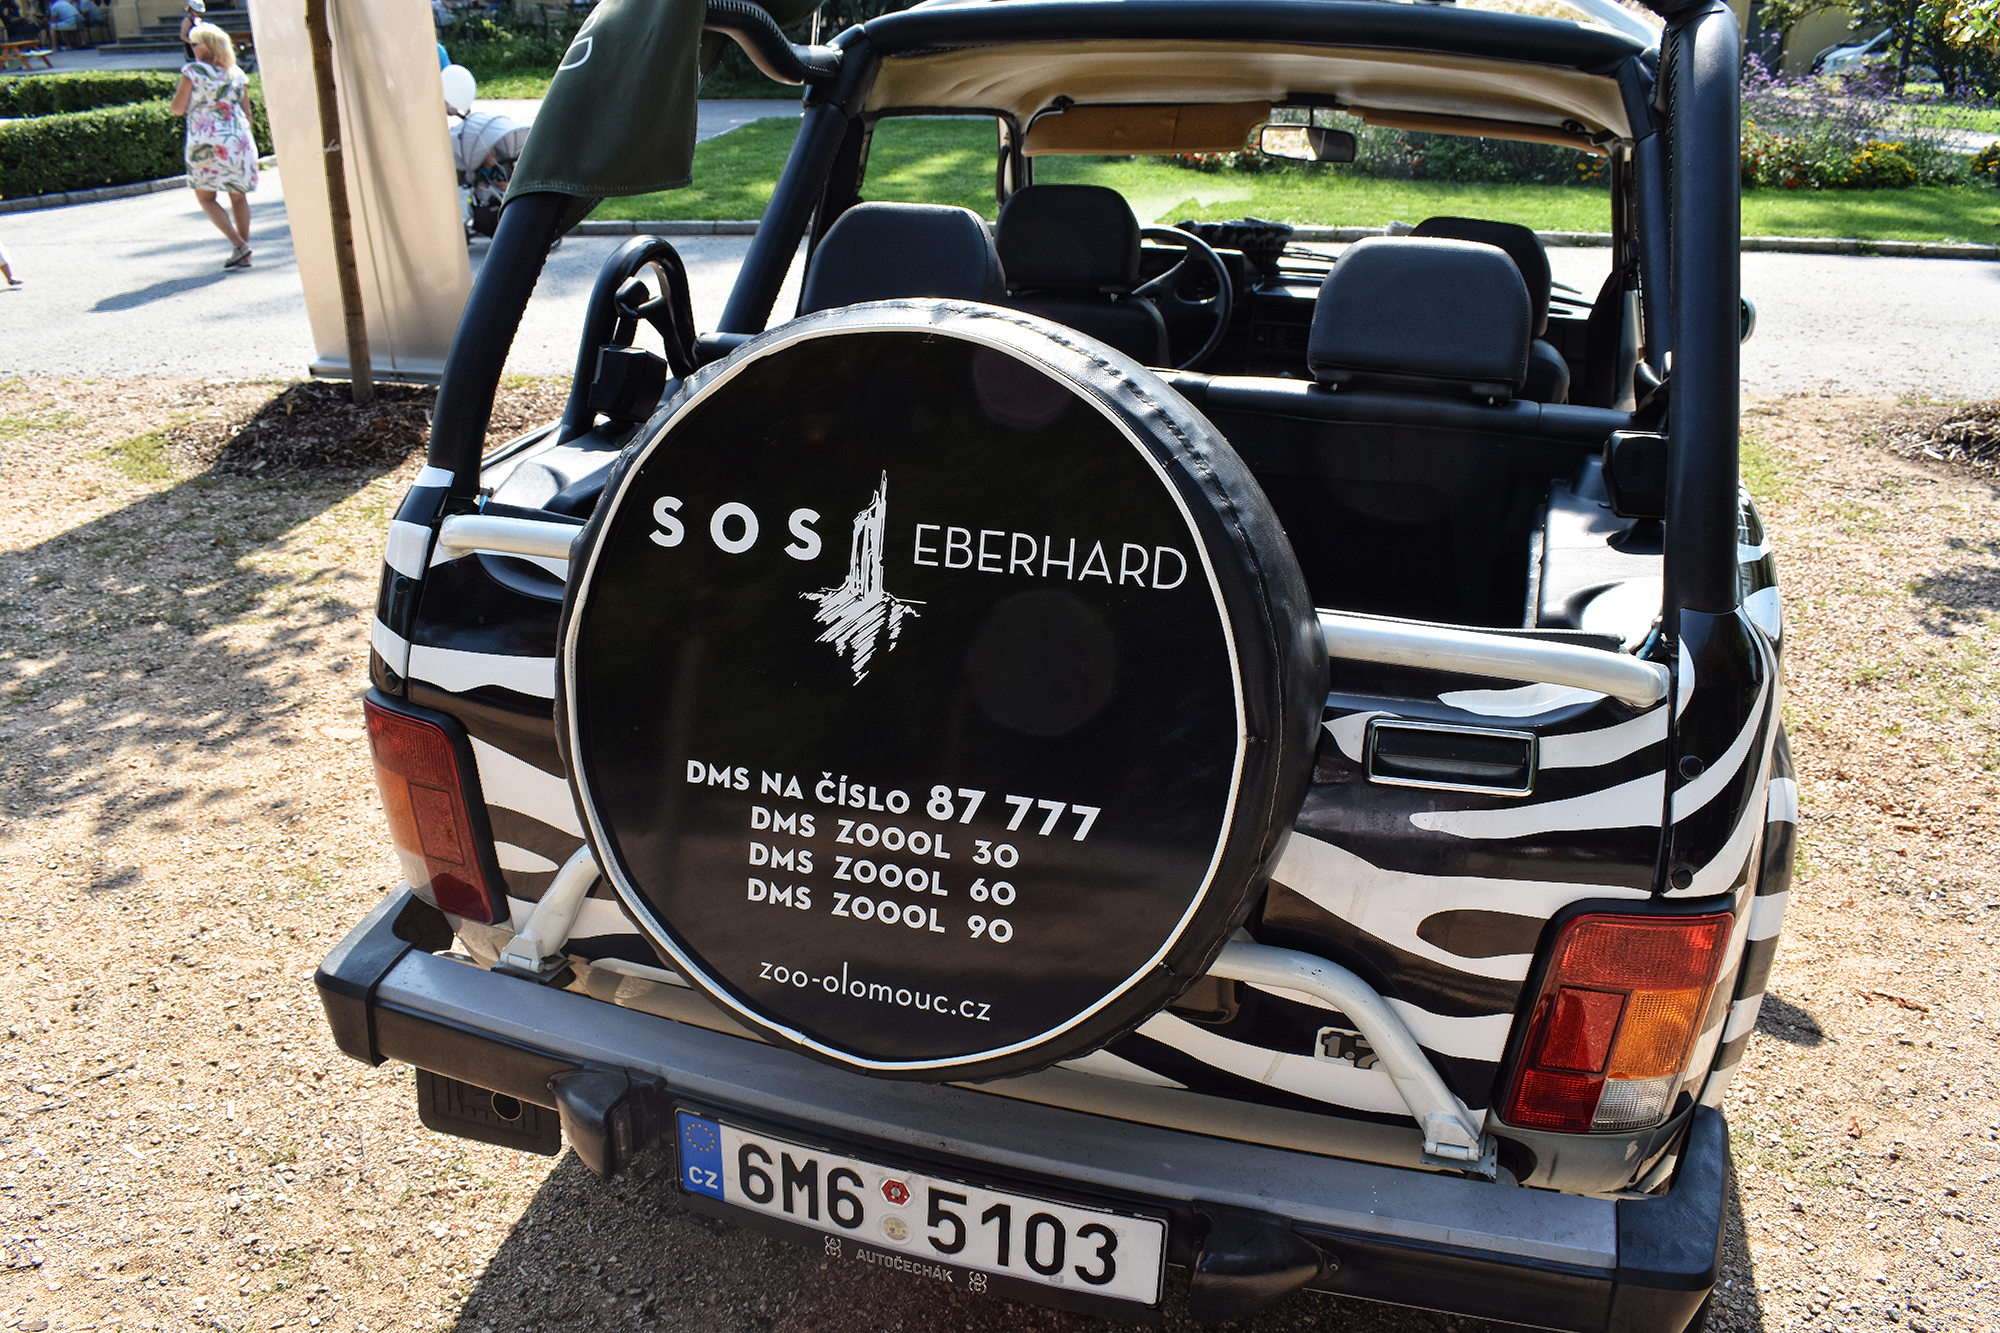 SOS EBERHARD
DMS NA ČÍSLO 87 777
DMS ZOOOL 30
DMS ZOOOL 60
DMS ZOOOL 90
zoo-olomouc.cz
1.7
CZ 6M6 5103
AUTOČECHÁK